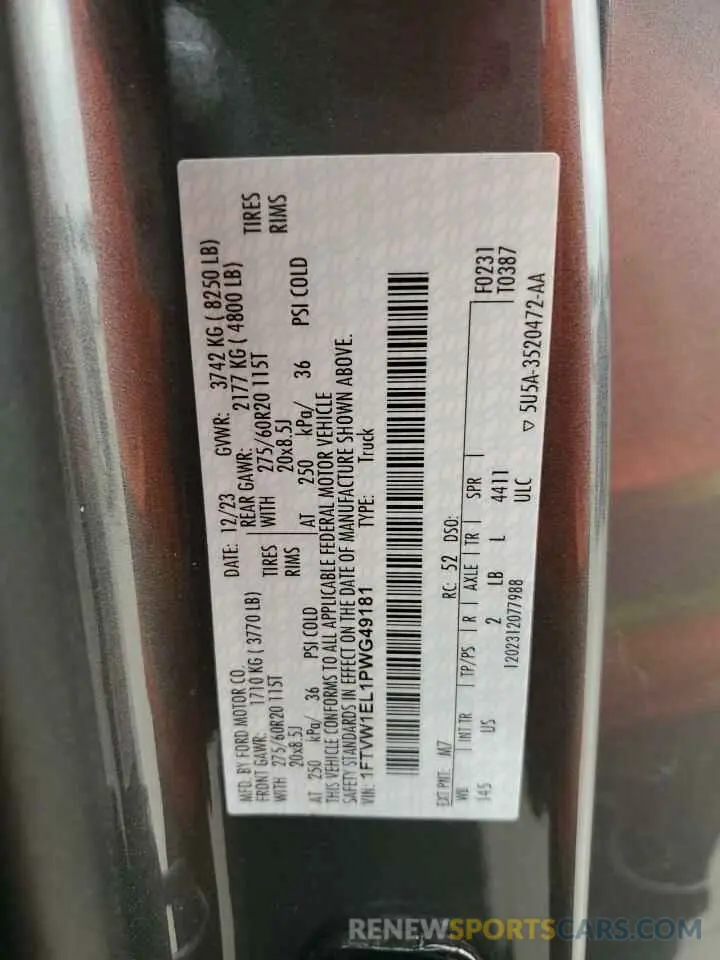 MFD. BY FORD MOTOR CO.
DATE: 12/23 GVWR: 3742 KG ( 8250 LB)
FRONT GAWR: 1710 KG ( 3770 LB)
REAR GAWR: 2177 KG ( 4800 LB)
WITH 275/60R20 115T TIRES
WITH 275/60R20 115T TIRES
20x8.5J RIMS
20x8.5J RIMS
AT 250 kPa/ 36 PSI COLD
AT 250 kPa/ 36 PSI COLD
THIS VEHICLE CONFORMS TO ALL APPLICABLE FEDERAL MOTOR VEHICLE
SAFETY STANDARDS IN EFFECT ON THE DATE OF MANUFACTURE SHOWN ABOVE.
VIN: 1FTVW1EL1PWG49181 TYPE: Truck
EXT PNT: M7 RC: 52 DSO:
WB INT TR TP/PS R AXLE TR SPR
145 US 2 LB L 4411
F0231
T0387
1202312077988 ULC
▽ 5U5A-3520472-AA
RENEWSPORTSCARS.COM